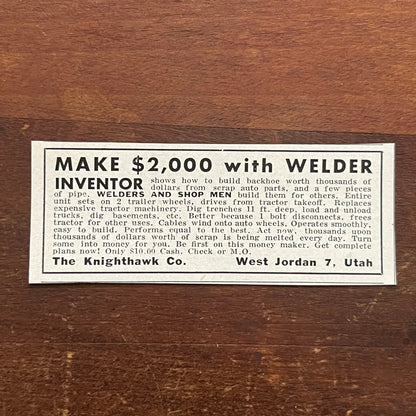 MAKE $2,000 with WELDER
INVENTOR shows how to build backhoe worth thousands of
dollars from scrap auto parts, and a few pieces
of pipe. WELDERS AND SHOP MEN build them for others. Entire
unit sets on 2 trailer wheels, drives from tractor takeoff. Replaces
expensive tractor machinery. Dig trenches 11 ft. deep, load and unload
trucks, dig basements, etc. Better because 1 bolt disconnects, frees
tractor for other uses. Cables wind onto auto wheels, Operates smoothly,
easy to build. Performs equal to the best. Act now, thousands upon
thousands of dollars worth of scrap is being melted every day. Turn
some into money for you. Be first on this money maker. Get complete
plans now! Only $10.00 Cash, Check or M.O.
The Knighthawk Co. West Jordan 7, Utah